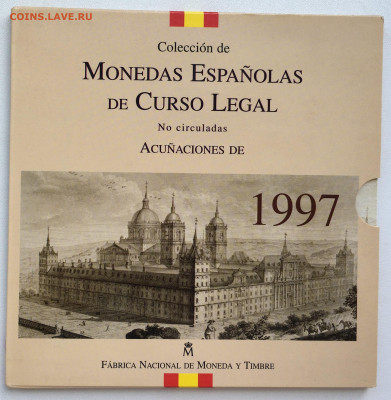 COINS.LAVE.RU
Colección de
MONEDAS ESPAÑOLAS
DE CURSO LEGAL
No circuladas
ACUÑACIONES DE
1997
M
FÁBRICA NACIONAL DE MONEDA Y TIMBRE